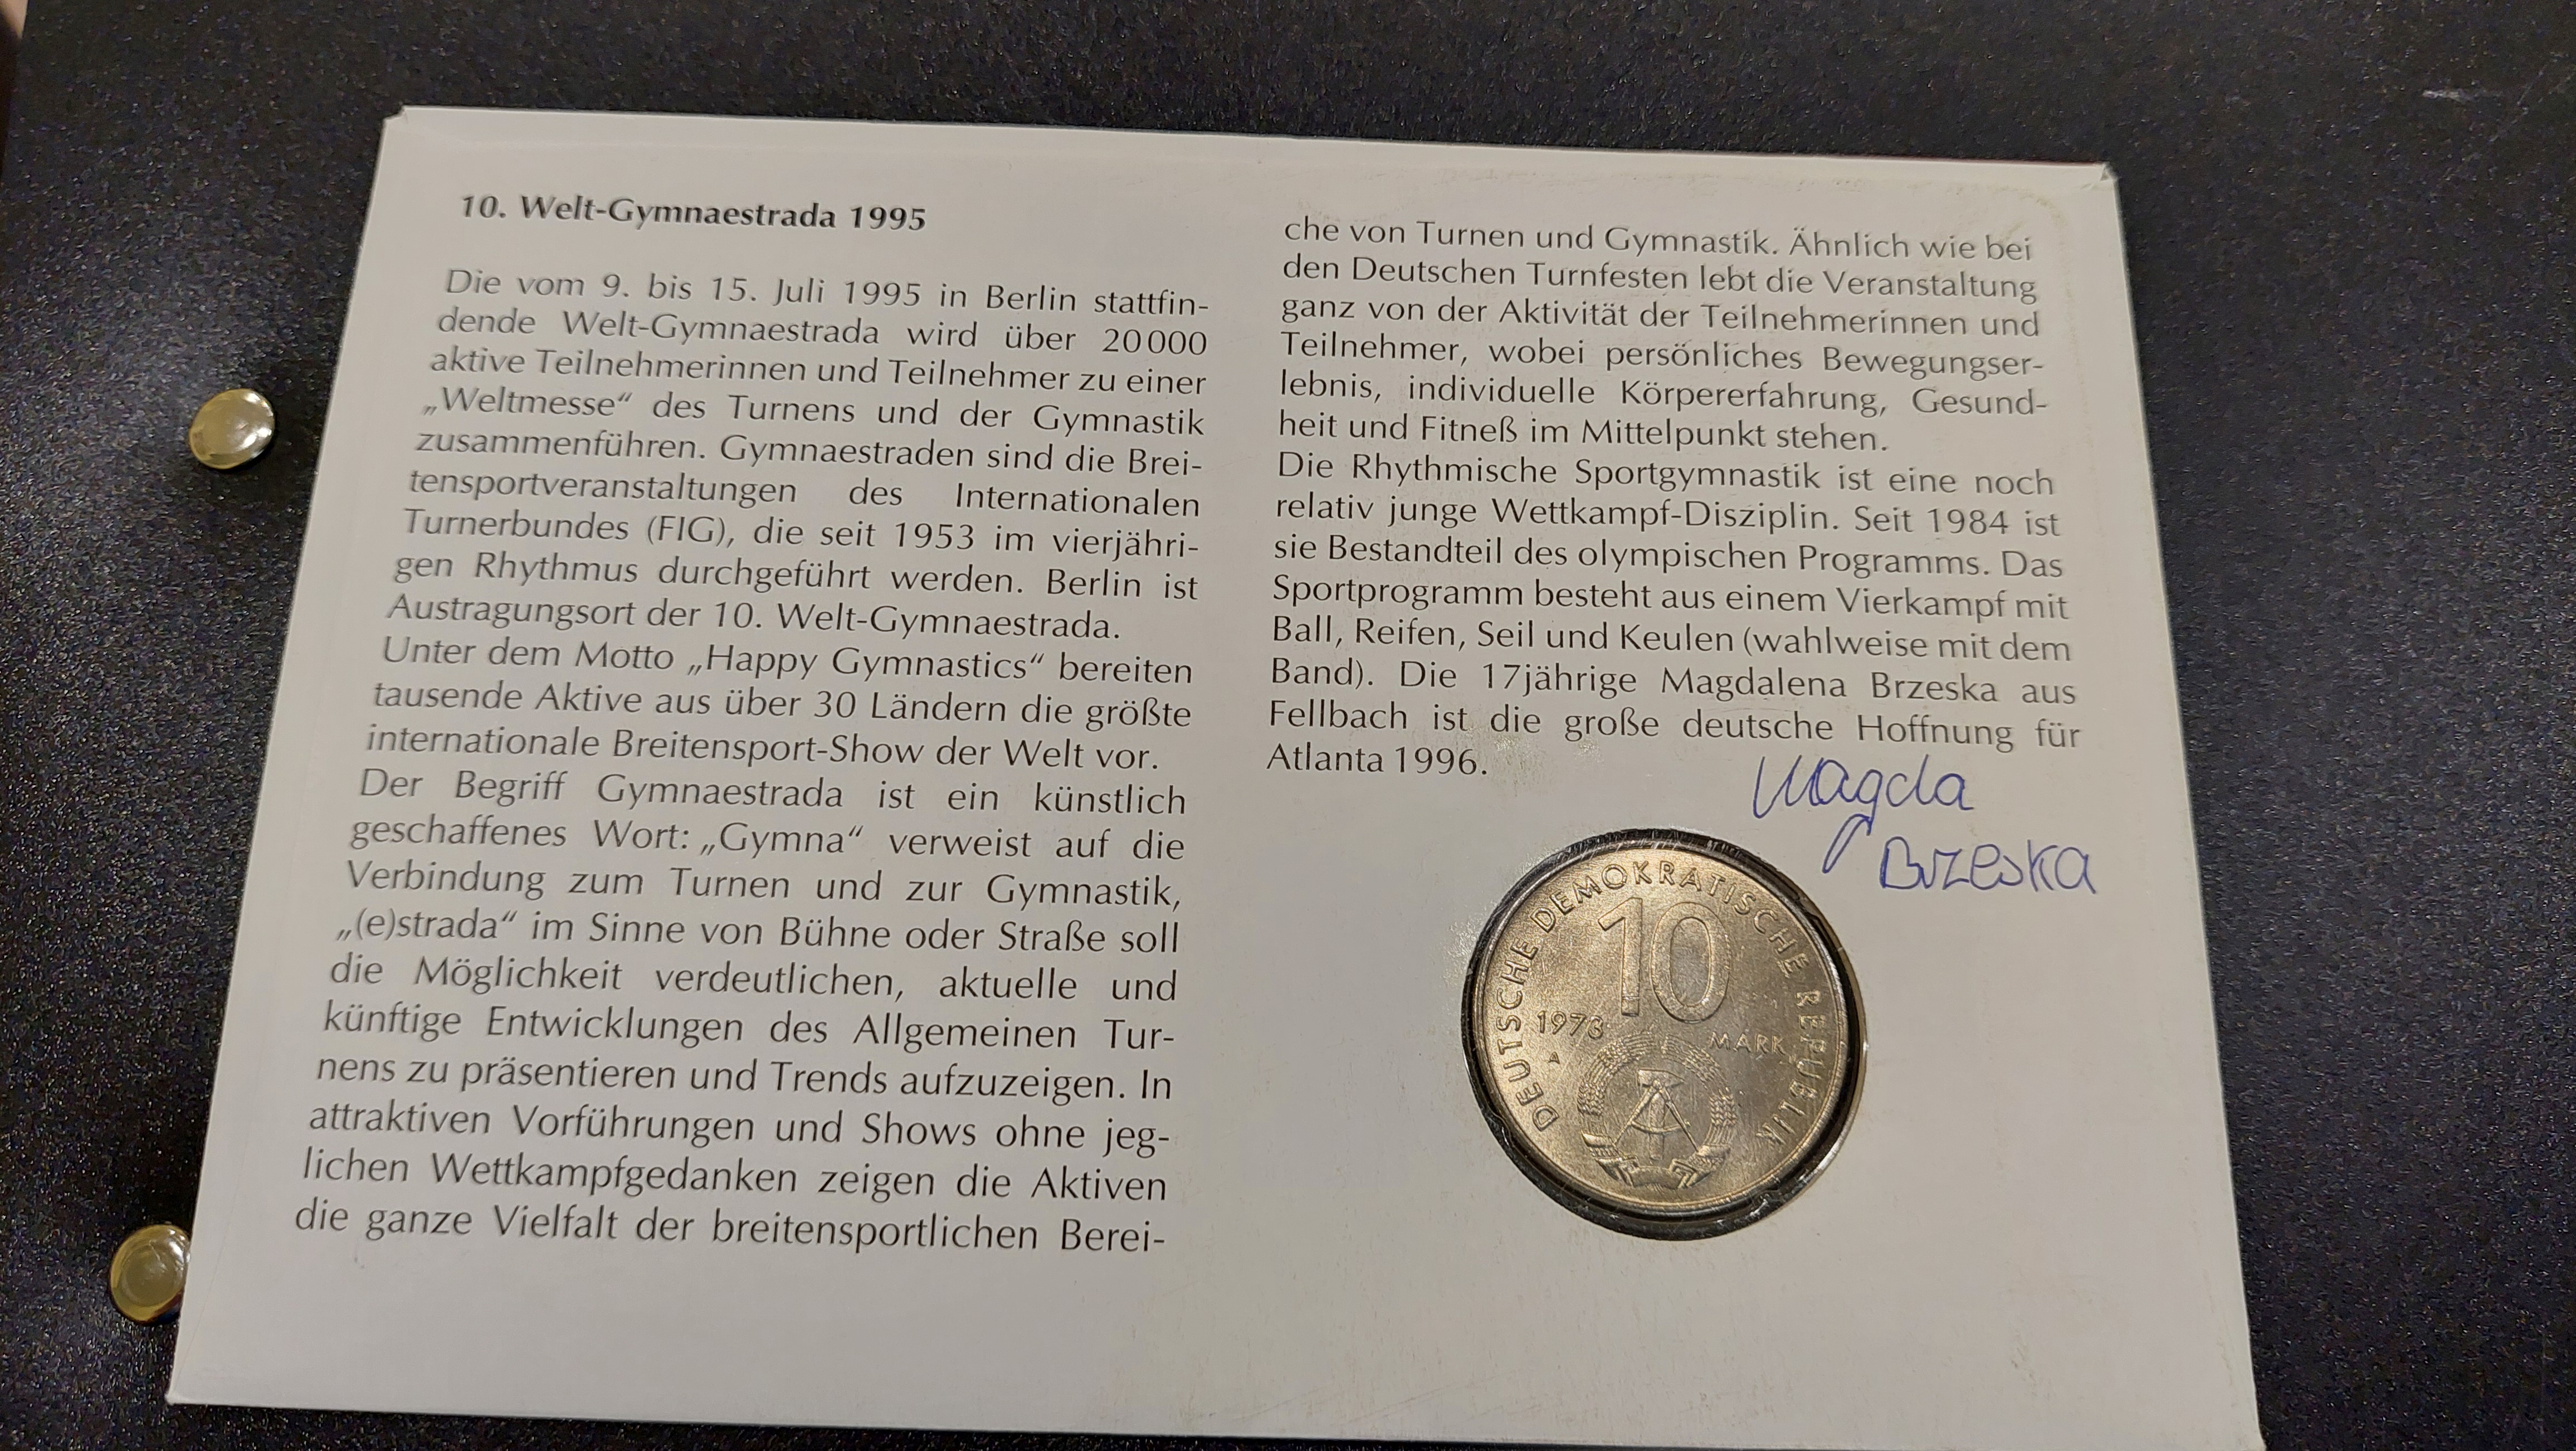 10. Welt-Gymnaestrada 1995
Die vom 9. bis 15. Juli 1995 in Berlin stattfin-
dende Welt-Gymnaestrada wird über 20000
aktive Teilnehmerinnen und Teilnehmer zu einer
„Weltmesse“ des Turnens und der Gymnastik
zusammenführen. Gymnaestraden sind die Brei-
tensportveranstaltungen des Internationalen
Turnerbundes (FIG), die seit 1953 im vierjähri-
gen Rhythmus durchgeführt werden. Berlin ist
Austragungsort der 10. Welt-Gymnaestrada.
Unter dem Motto „Happy Gymnastics“ bereiten
tausende Aktive aus über 30 Ländern die größte
internationale Breitensport-Show der Welt vor.
Der Begriff Gymnaestrada ist ein künstlich
geschaffenes Wort: „Gymna“ verweist auf die
Verbindung zum Turnen und zur Gymnastik,
„(e)strada“ im Sinne von Bühne oder Straße soll
die Möglichkeit verdeutlichen, aktuelle und
künftige Entwicklungen des Allgemeinen Tur-
nens zu präsentieren und Trends aufzuzeigen. In
attraktiven Vorführungen und Shows ohne jeg-
lichen Wettkampfgedanken zeigen die Aktiven
die ganze Vielfalt der breitensportlichen Berei-
che von Turnen und Gymnastik. Ähnlich wie bei
den Deutschen Turnfesten lebt die Veranstaltung
ganz von der Aktivität der Teilnehmerinnen und
Teilnehmer, wobei persönliches Bewegungser-
lebnis, individuelle Körpererfahrung, Gesund-
heit und Fitneß im Mittelpunkt stehen.
Die Rhythmische Sportgymnastik ist eine noch
relativ junge Wettkampf-Disziplin. Seit 1984 ist
sie Bestandteil des olympischen Programms. Das
Sportprogramm besteht aus einem Vierkampf mit
Ball, Reifen, Seil und Keulen (wahlweise mit dem
Band). Die 17jährige Magdalena Brzeska aus
Fellbach ist die große deutsche Hoffnung für
Atlanta 1996.
Magda
Brzeska
DEUTSCHE DEMOKRATISCHE REPUBLIK
10
1973 MARK
A